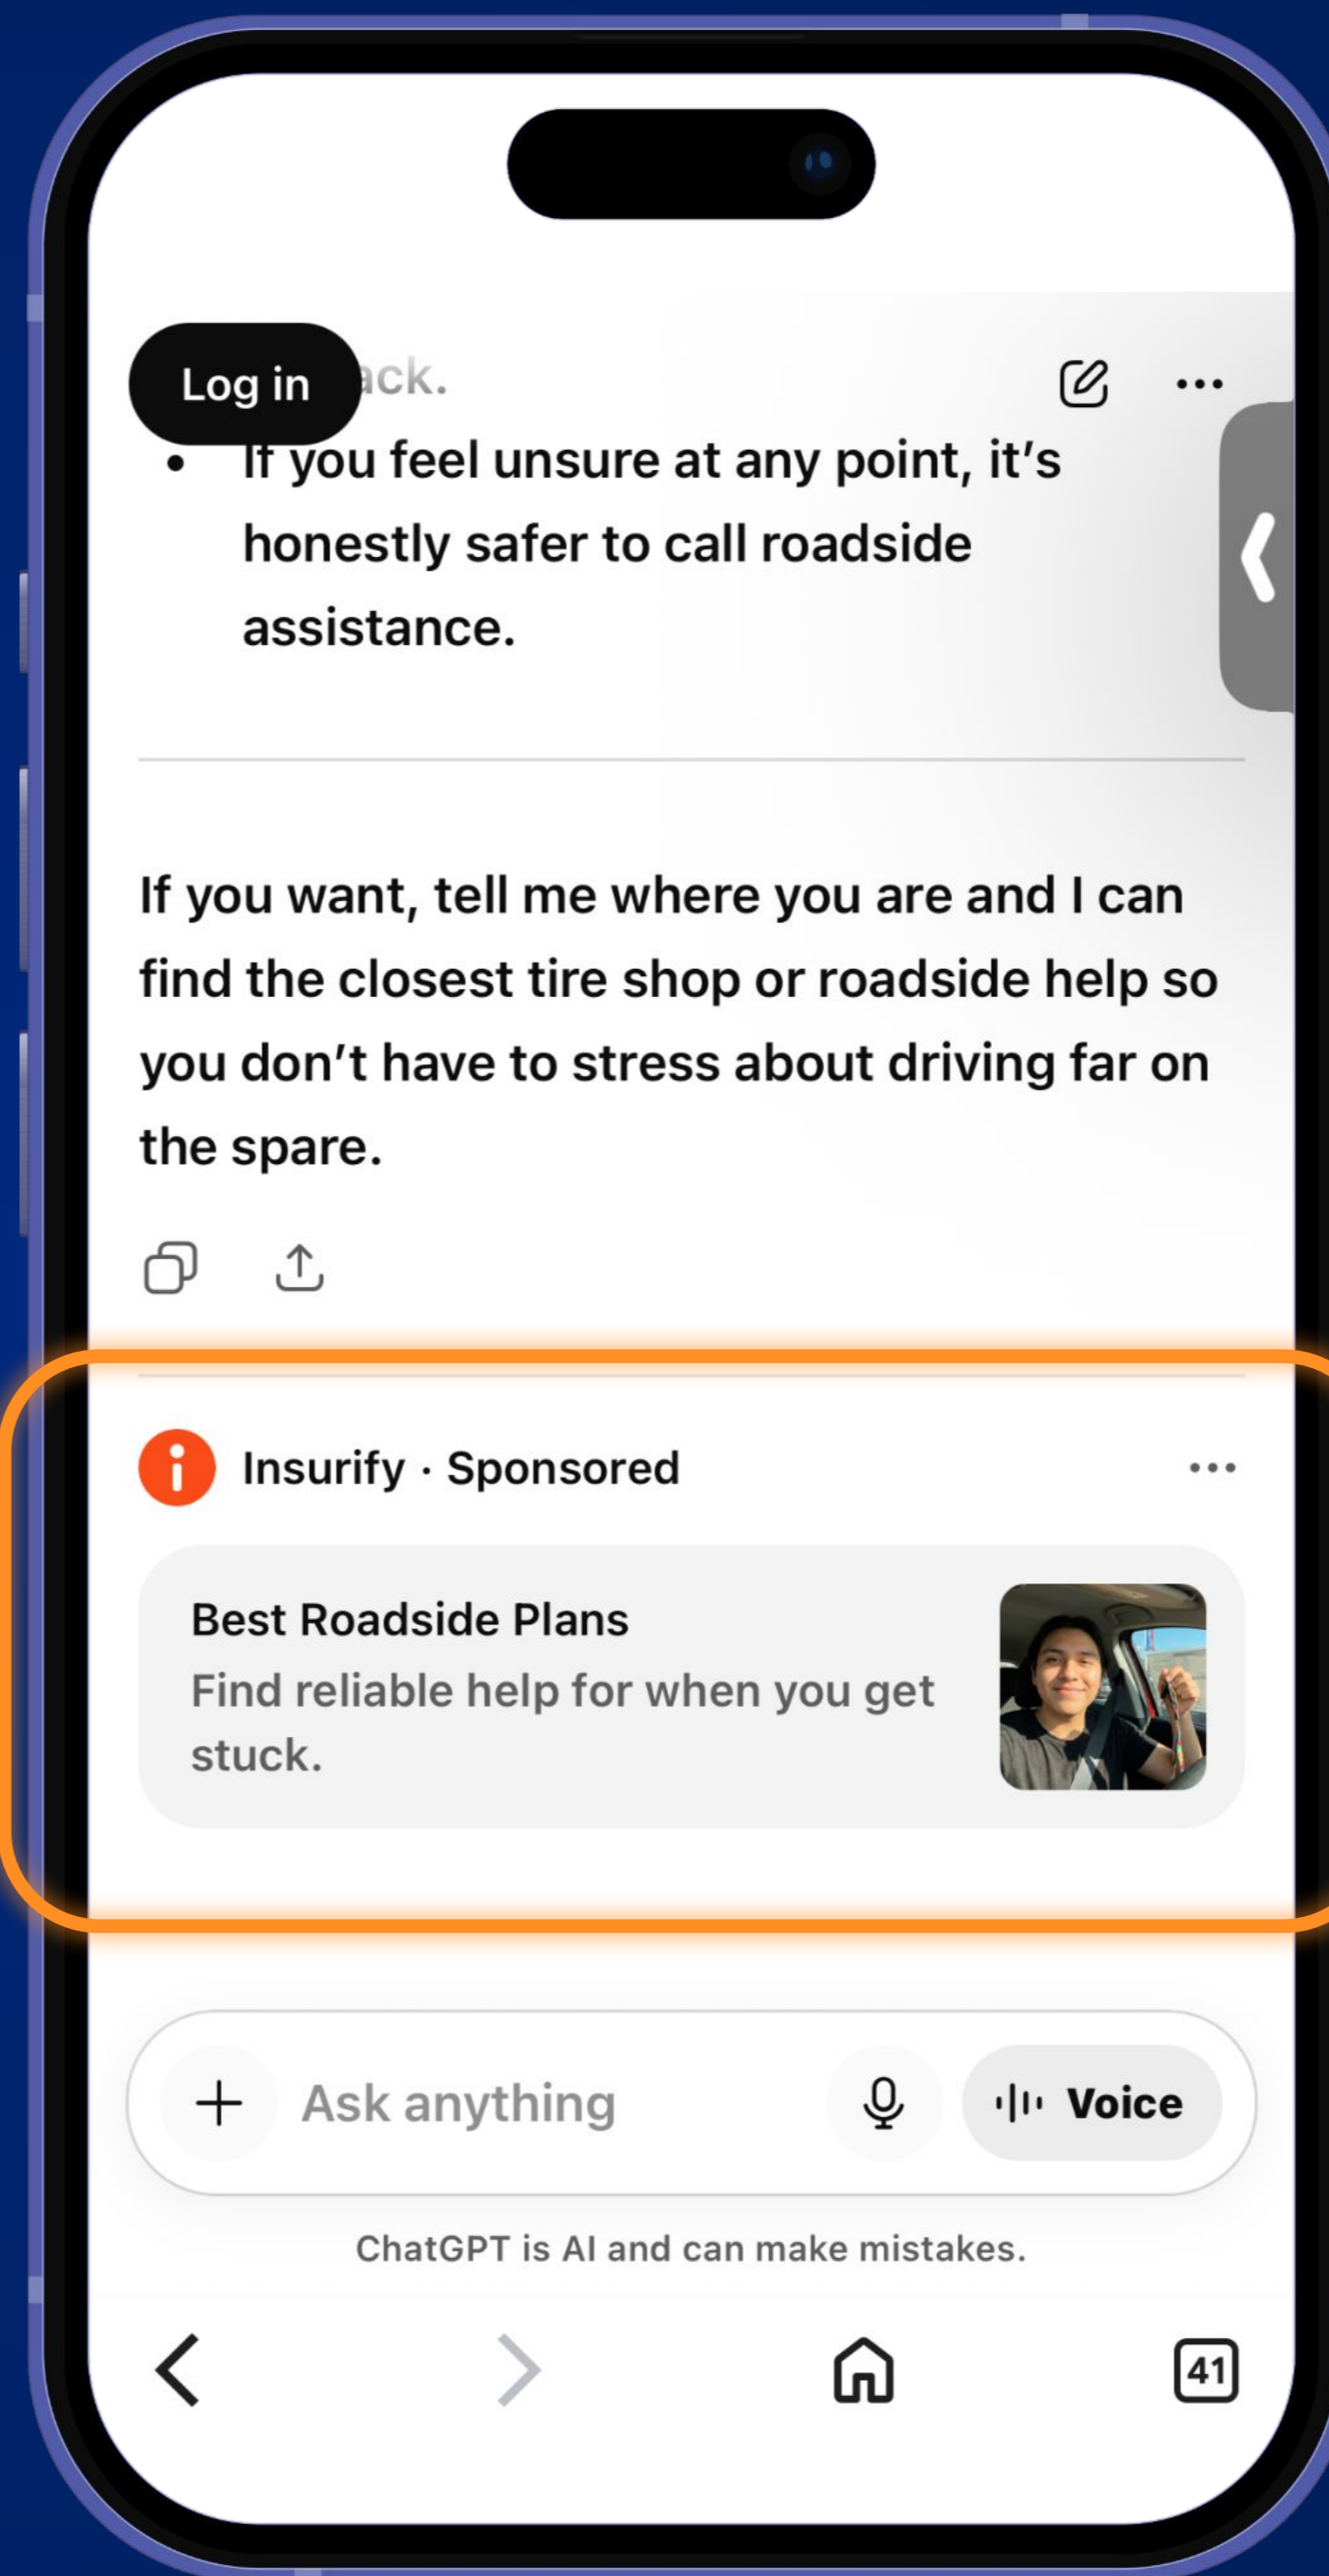 Log in
ack.
• If you feel unsure at any point, it’s
honestly safer to call roadside
assistance.
If you want, tell me where you are and I can
find the closest tire shop or roadside help so
you don’t have to stress about driving far on
the spare.
Insurify · Sponsored
Best Roadside Plans
Find reliable help for when you get
stuck.
Ask anything
Voice
ChatGPT is AI and can make mistakes.
41